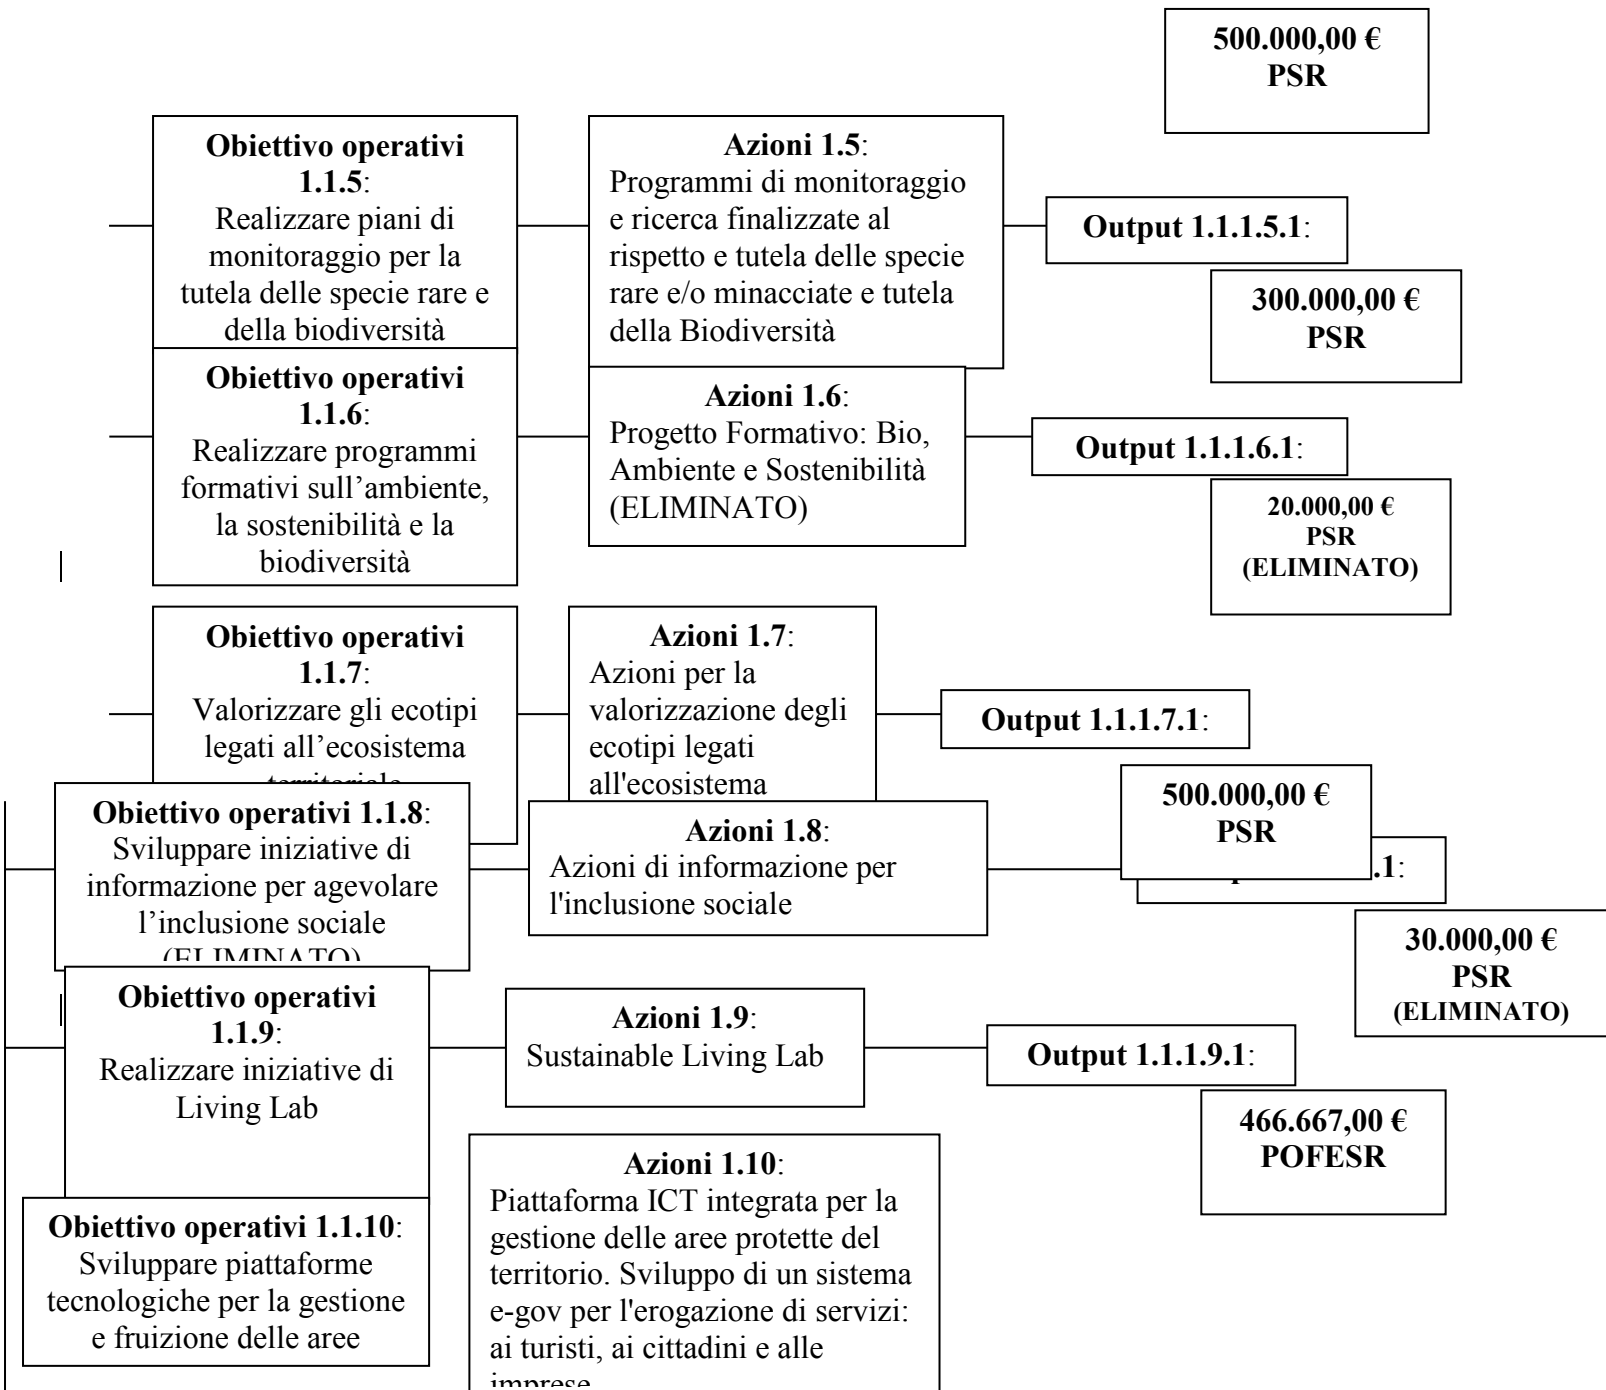 500.000,00 €
PSR
Obiettivo operativi
1.1.5:
Realizzare piani di
monitoraggio per la
tutela delle specie rare e
della biodiversità
Azioni 1.5:
Programmi di monitoraggio
e ricerca finalizzate al
rispetto e tutela delle specie
rare e/o minacciate e tutela
della Biodiversità
Output 1.1.1.5.1:
300.000,00 €
PSR
Obiettivo operativi
1.1.6:
Realizzare programmi
formativi sull’ambiente,
la sostenibilità e la
biodiversità
Azioni 1.6:
Progetto Formativo: Bio,
Ambiente e Sostenibilità
(ELIMINATO)
Output 1.1.1.6.1:
20.000,00 €
PSR
(ELIMINATO)
Obiettivo operativi
1.1.7:
Valorizzare gli ecotipi
legati all’ecosistema
territoriale
Azioni 1.7:
Azioni per la
valorizzazione degli
ecotipi legati
all'ecosistema
Output 1.1.1.7.1:
500.000,00 €
PSR
Obiettivo operativi 1.1.8:
Sviluppare iniziative di
informazione per agevolare
l’inclusione sociale
(ELIMINATO)
Azioni 1.8:
Azioni di informazione per
l'inclusione sociale
.1:
30.000,00 €
PSR
(ELIMINATO)
Obiettivo operativi
1.1.9:
Realizzare iniziative di
Living Lab
Azioni 1.9:
Sustainable Living Lab
Output 1.1.1.9.1:
466.667,00 €
POFESR
Obiettivo operativi 1.1.10:
Sviluppare piattaforme
tecnologiche per la gestione
e fruizione delle aree
Azioni 1.10:
Piattaforma ICT integrata per la
gestione delle aree protette del
territorio. Sviluppo di un sistema
e-gov per l'erogazione di servizi:
ai turisti, ai cittadini e alle
imprese